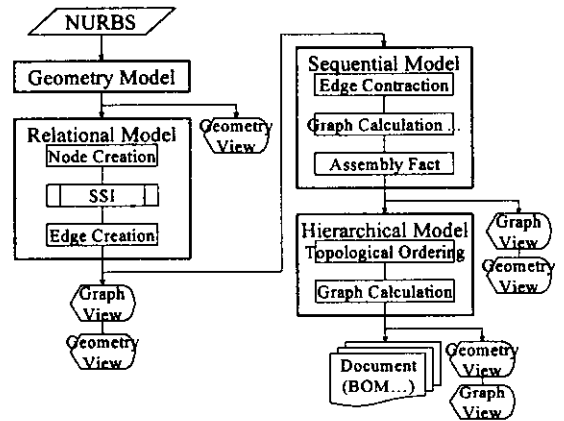 NURBS
Geometry Model
Geometry
View
Relational Model
Node Creation
SSI
Edge Creation
Graph
View
Geometry
View
Sequential Model
Edge Contraction
Graph Calculation ...
Assembly Fact
Graph
View
Geometry
View
Hierarchical Model
Topological Ordering
Graph Calculation
Document
(BOM...)
Geometry
View
Graph
View